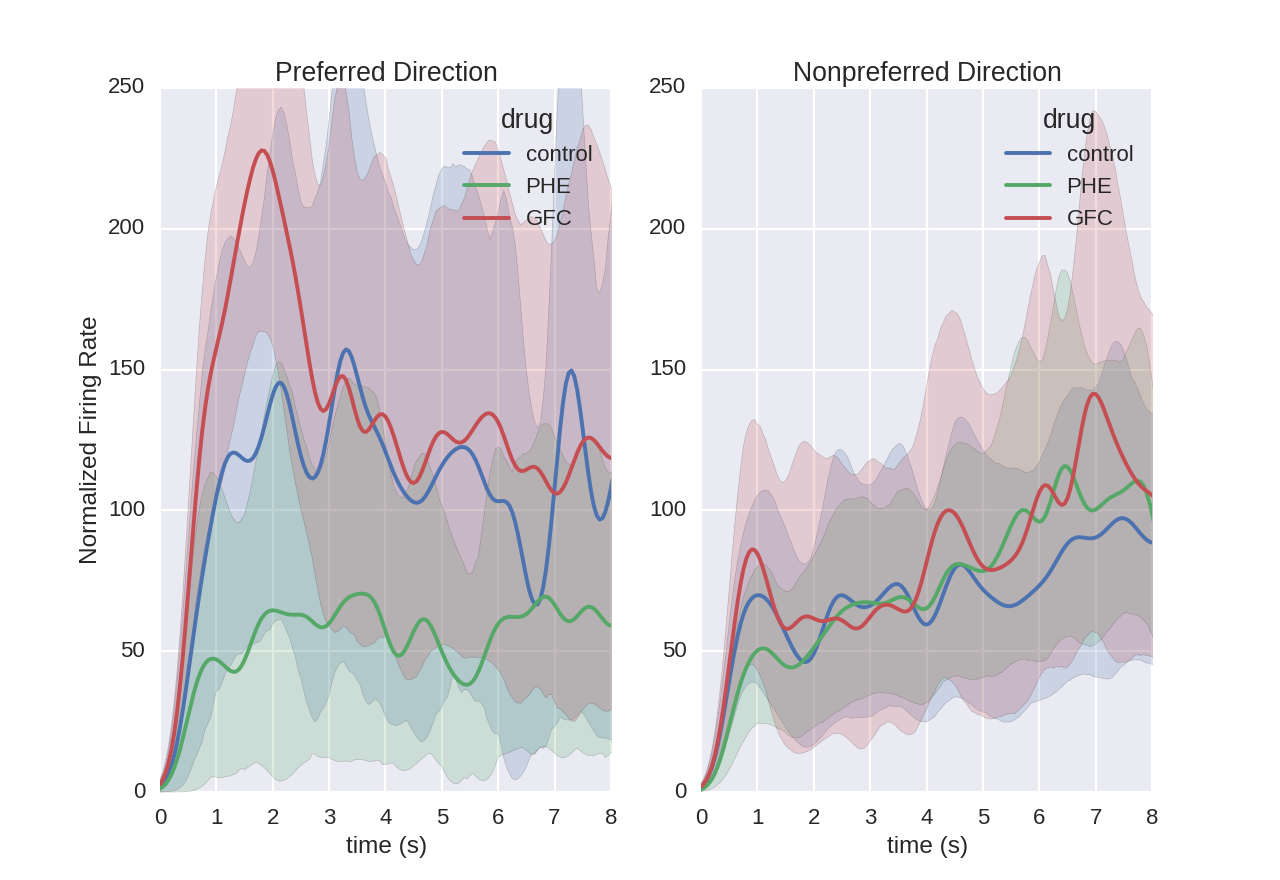 Preferred Direction
Nonpreferred Direction
250
200
150
100
50
0
Normalized Firing Rate
drug
control
PHE
GFC
0 1 2 3 4 5 6 7 8
time (s)
250
200
150
100
50
0
drug
control
PHE
GFC
0 1 2 3 4 5 6 7 8
time (s)